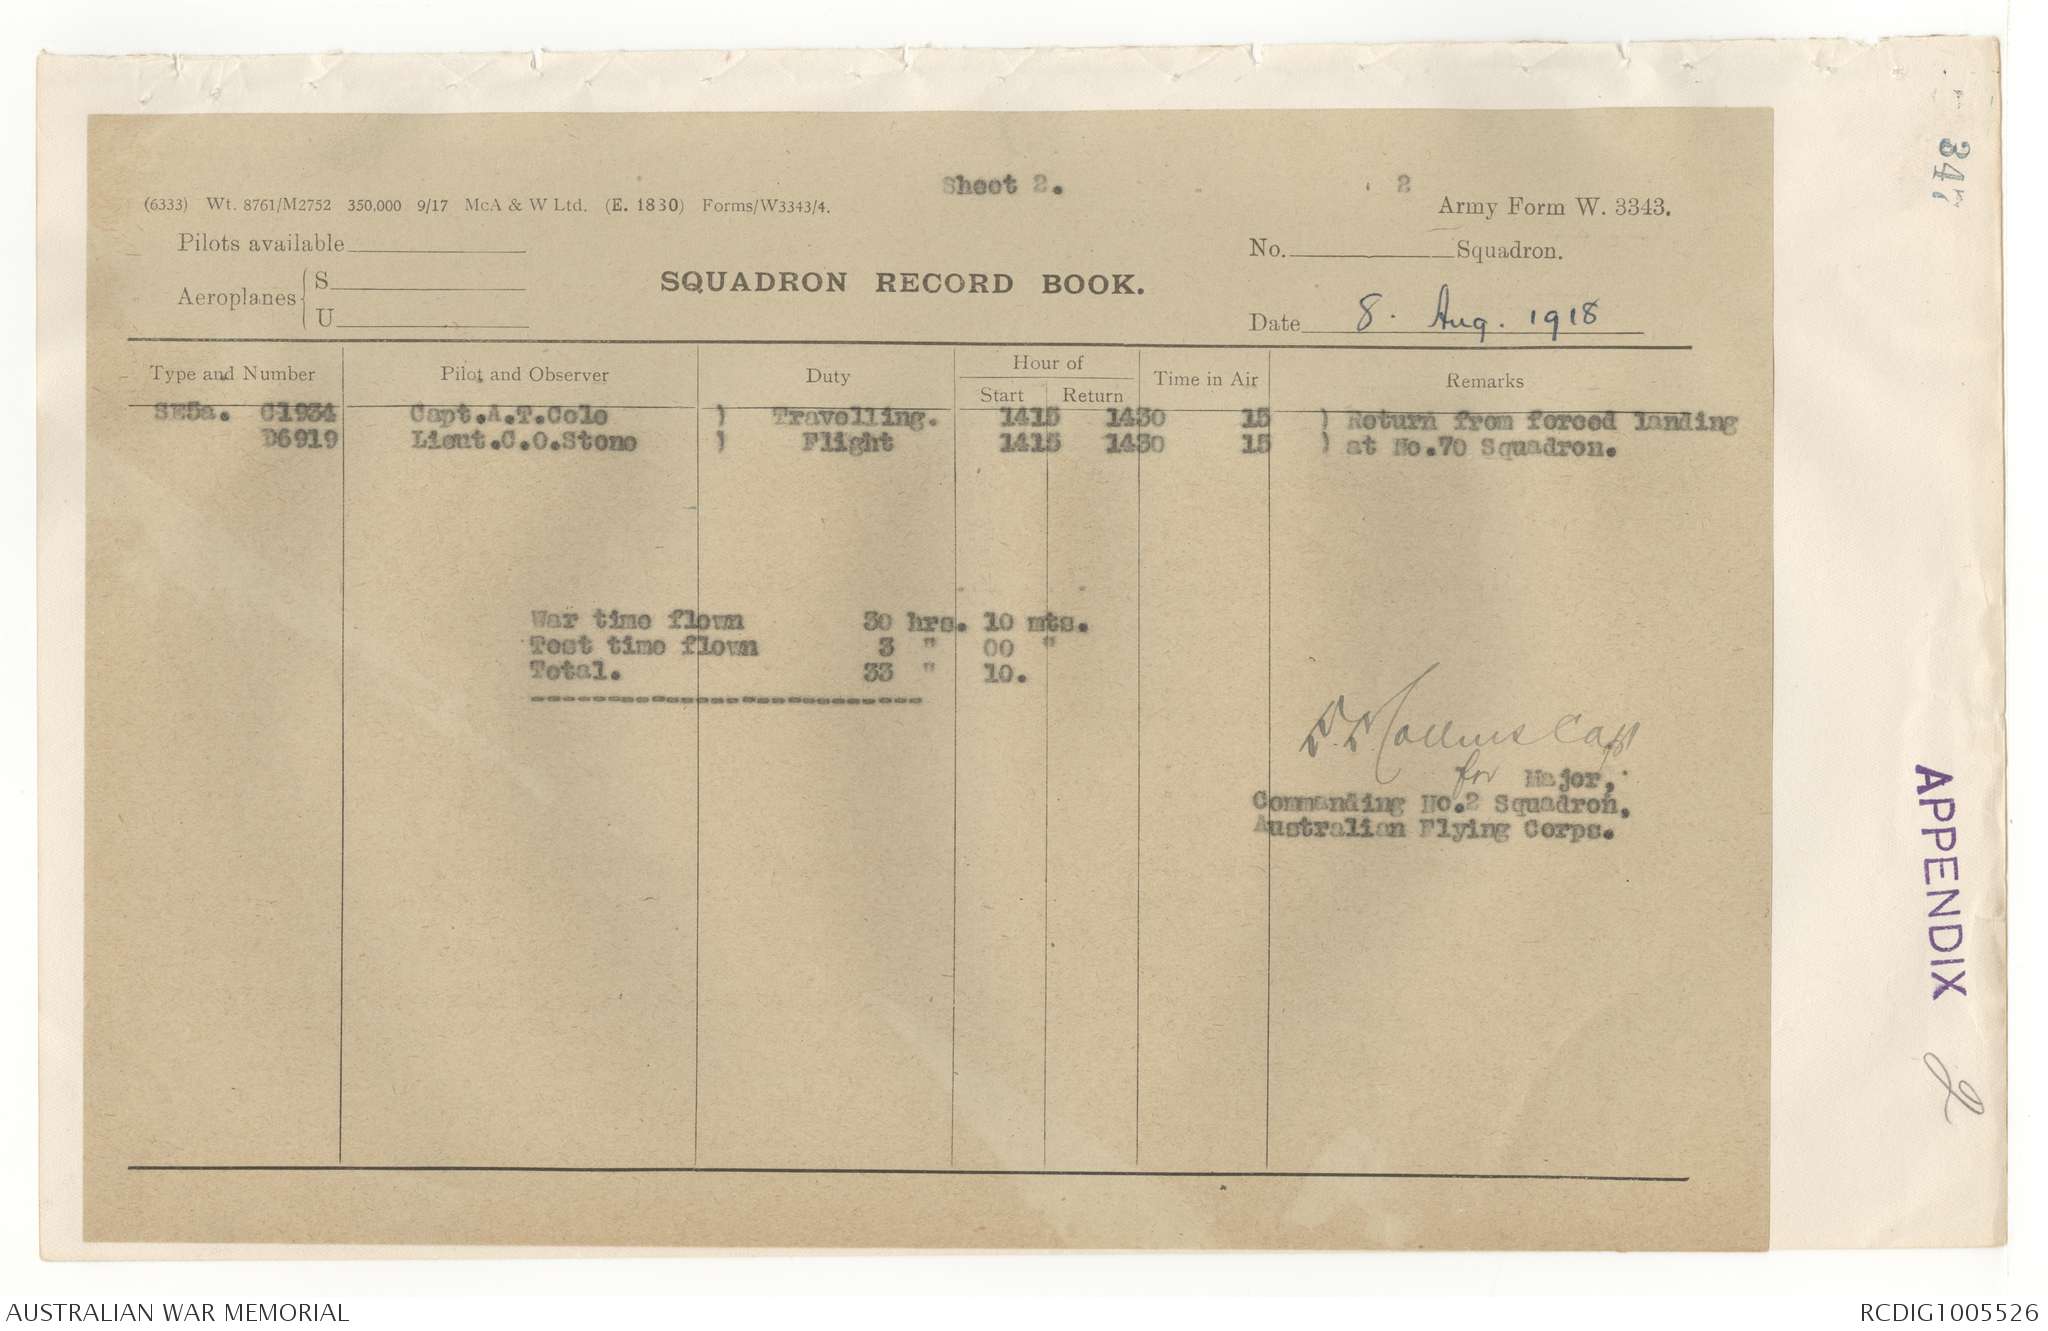 Sheet 2.
2
(6333) Wt. 8761/M2752 350,000 9/17 McA & W Ltd. (E. 1830) Forms/W3343/4.
Army Form W. 3343.
Pilots available
No. Squadron.
Aeroplanes { S
U
SQUADRON RECORD BOOK.
Date 8. Aug. 1918
Type and Number Pilot and Observer Duty Hour of Time in Air Remarks
Start Return
SE5a. C1934 Capt.A.T.Cole ) Travelling. 1415 1430 15 ) Return from forced landing
D6919 Lieut.C.O.Stone ) Flight 1415 1430 15 ) at No.70 Squadron.
War time flown 30 hrs. 10 mts.
Test time flown 3 " 00 "
Total. 33 " 10.
Collins Capt
for Major,
Commanding No.2 Squadron.
Australian Flying Corps.
APPENDIX 2
AUSTRALIAN WAR MEMORIAL
RCDIG1005526